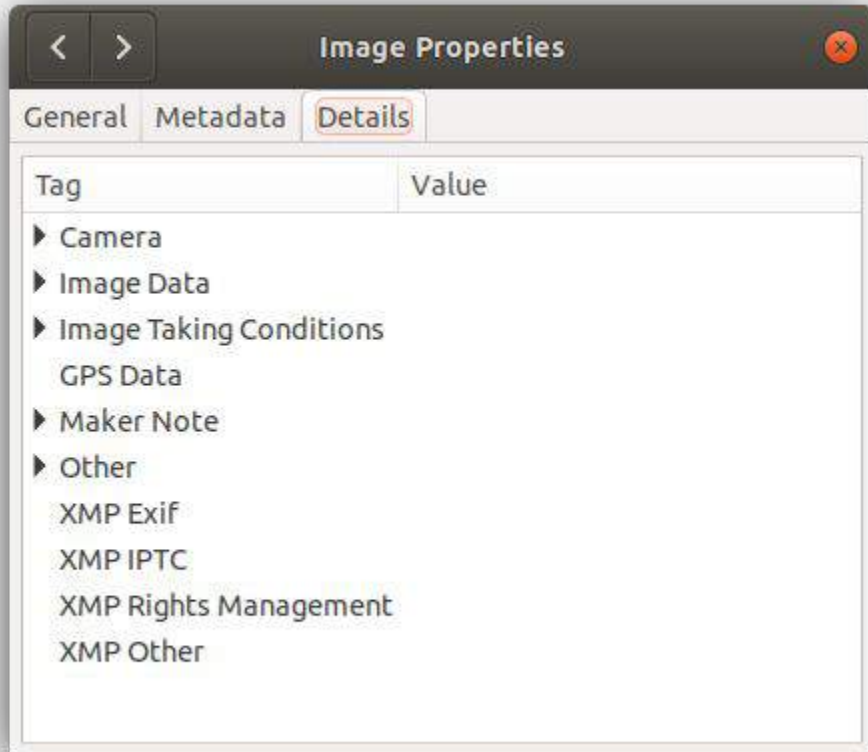 Image Properties
General Metadata Details
Tag Value
Camera
Image Data
Image Taking Conditions
GPS Data
Maker Note
Other
XMP Exif
XMP IPTC
XMP Rights Management
XMP Other